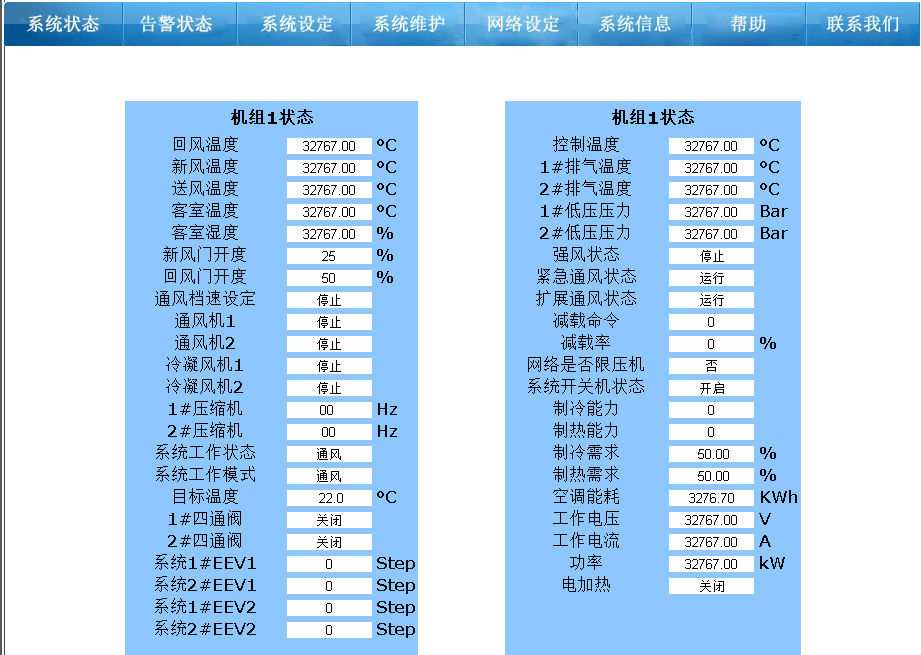 系统状态 告警状态 系统设定 系统维护 网络设定 系统信息 帮助 联系我们
机组1状态
回风温度 32767.00 ºC
新风温度 32767.00 ºC
送风温度 32767.00 ºC
客室温度 32767.00 ºC
客室湿度 32767.00 %
新风门开度 25 %
回风门开度 50 %
通风档速设定 停止
通风机1 停止
通风机2 停止
冷凝风机1 停止
冷凝风机2 停止
1#压缩机 00 Hz
2#压缩机 00 Hz
系统工作状态 通风
系统工作模式 通风
目标温度 22.0 ºC
1#四通阀 关闭
2#四通阀 关闭
系统1#EEV1 0 Step
系统2#EEV1 0 Step
系统1#EEV2 0 Step
系统2#EEV2 0 Step
机组1状态
控制温度 32767.00 ºC
1#排气温度 32767.00 ºC
2#排气温度 32767.00 ºC
1#低压压力 32767.00 Bar
2#低压压力 32767.00 Bar
强风状态 停止
紧急通风状态 运行
扩展通风状态 运行
减载命令 0
减载率 0 %
网络是否限压机 否
系统开关机状态 开启
制冷能力 0
制热能力 0
制冷需求 50.00 %
制热需求 50.00 %
空调能耗 3276.70 KWh
工作电压 32767.00 V
工作电流 32767.00 A
功率 32767.00 kW
电加热 关闭